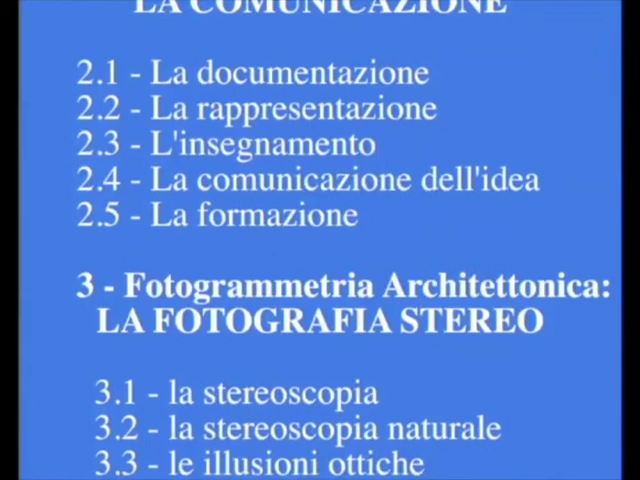 LA COMUNICAZIONE
2.1 - La documentazione
2.2 - La rappresentazione
2.3 - L'insegnamento
2.4 - La comunicazione dell'idea
2.5 - La formazione
3 - Fotogrammetria Architettonica:
LA FOTOGRAFIA STEREO
3.1 - la stereoscopia
3.2 - la stereoscopia naturale
3.3 - le illusioni ottiche